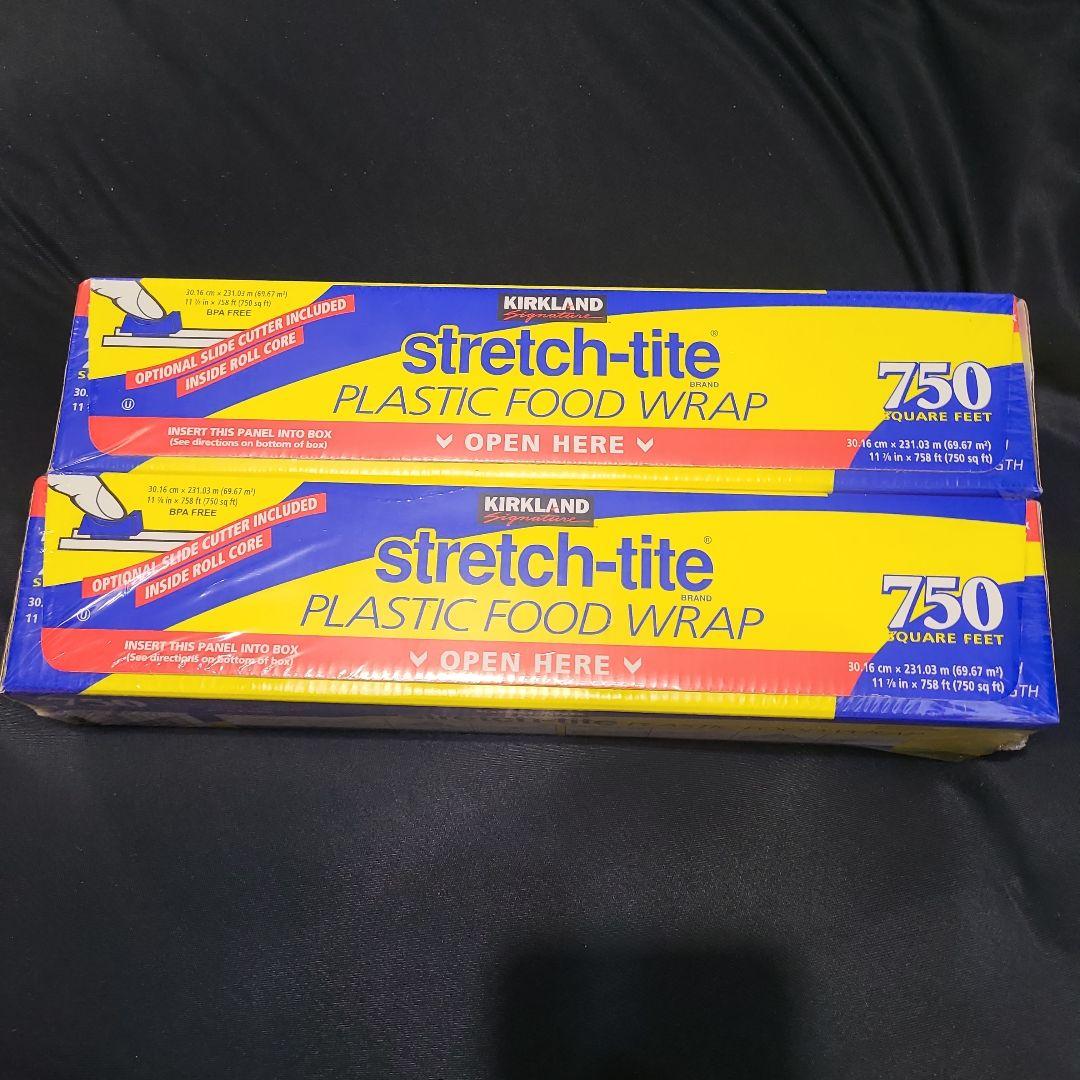 30.16 cm × 231.03 m (69.67 m²)
11 ⅞ in × 758 ft (750 sq ft)
BPA FREE
OPTIONAL SLIDE CUTTER INCLUDED
INSIDE ROLL CORE
KIRKLAND
Signature
stretch-tite®
BRAND
PLASTIC FOOD WRAP
750
SQUARE FEET
U
INSERT THIS PANEL INTO BOX
(See directions on bottom of box)
OPEN HERE
30.16 cm × 231.03 m (69.67 m²)
11 ⅞ in × 758 ft (750 sq ft)
30.16 cm × 231.03 m (69.67 m²)
11 ⅞ in × 758 ft (750 sq ft)
BPA FREE
OPTIONAL SLIDE CUTTER INCLUDED
INSIDE ROLL CORE
KIRKLAND
Signature
stretch-tite®
BRAND
PLASTIC FOOD WRAP
750
SQUARE FEET
U
INSERT THIS PANEL INTO BOX
(See directions on bottom of box)
OPEN HERE
30.16 cm × 231.03 m (69.67 m²)
11 ⅞ in × 758 ft (750 sq ft)